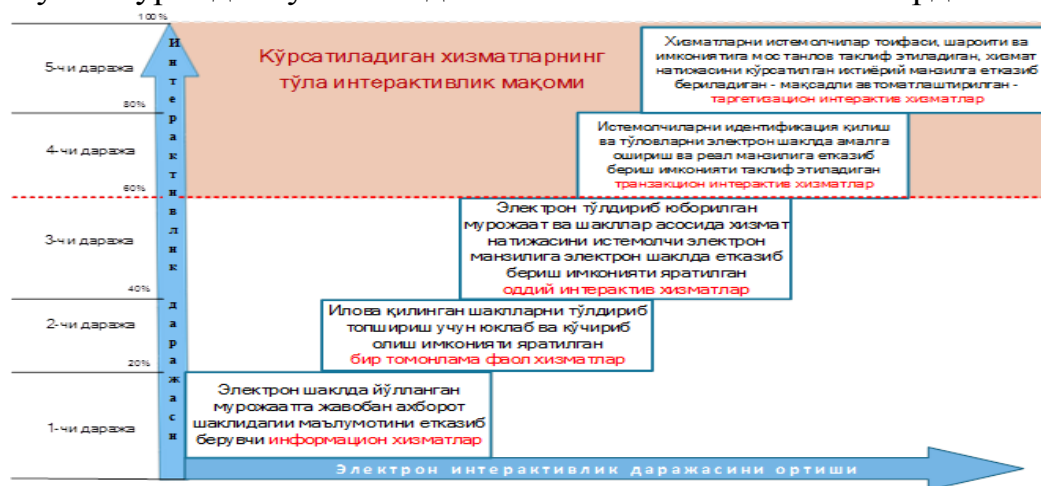 100%
Кўрсатиладиган хизматларнинг
тўла интерактивлик мақоми
5-чи даража
Хизматларни истемолчилар тоифаси, шароити ва
имкониятига мос танлов таклиф этиладиган, хизмат
натижасини кўрсатилган ихтиёрий манзилга етказиб
бериладиган - мақсадли автоматлаштирилган -
таргетизацион интерактив хизматлар
80%
4-чи даража
Истемолчиларни идентификация қилиш
ва тўловларни электрон шаклда амалга
ошириш ва реал манзилига етказиб
бериш имконияти таклиф этиладиган
транзакцион интерактив хизматлар
60%
3-чи даража
Электрон тўлдириб юборилган
мурожаат ва шакллар асосида хизмат
натижасини истемолчи электрон
манзилига электрон шаклда етказиб
бериш имконияти яратилган
оддий интерактив хизматлар
40%
2-чи даража
Илова қилинган шаклларни тўлдириб
топшириш учун юклаб ва кўчириб
олиш имконияти яратилган
бир томонлама фаол хизматлар
20%
1-чи даража
Электрон шаклда йўлланган
мурожаатга жавобан ахборот
шаклидаги маълумотини етказиб
берувчи информацион хизматлар
Интерактивлик даражаси
Электрон интерактивлик даражасини ортиши